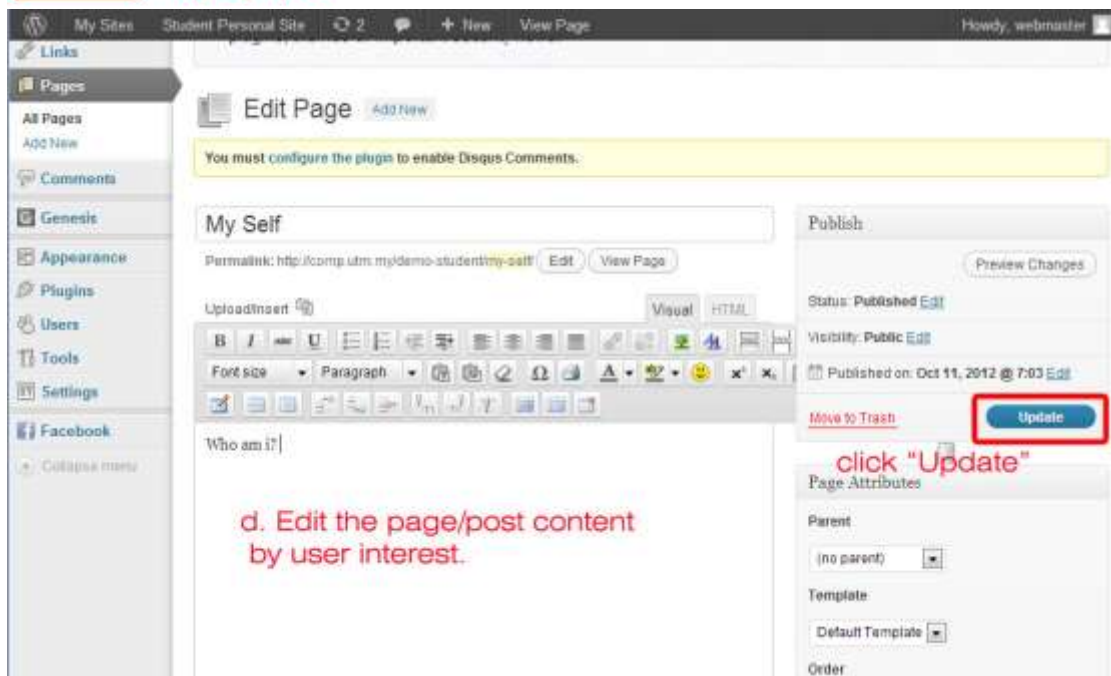 My Sites Student Personal Site 2 + New View Page Howdy, webmaster
Links
Pages
All Pages
Add New
Comments
Genesis
Appearance
Plugins
Users
Tools
Settings
Facebook
Collapse menu
Edit Page Add New
You must configure the plugin to enable Disqus Comments.
My Self
Permalink: http://comp.utm.my/demo-student/my-self/ Edit View Page
Upload/Insert Visual HTML
B I ABC U
Font size Paragraph Ω A
Who am i?
d. Edit the page/post content
by user interest.
Publish
Preview Changes
Status: Published Edit
Visibility: Public Edit
Published on: Oct 11, 2012 @ 7:03 Edit
Move to Trash Update
click "Update"
Page Attributes
Parent
(no parent)
Template
Default Template
Order